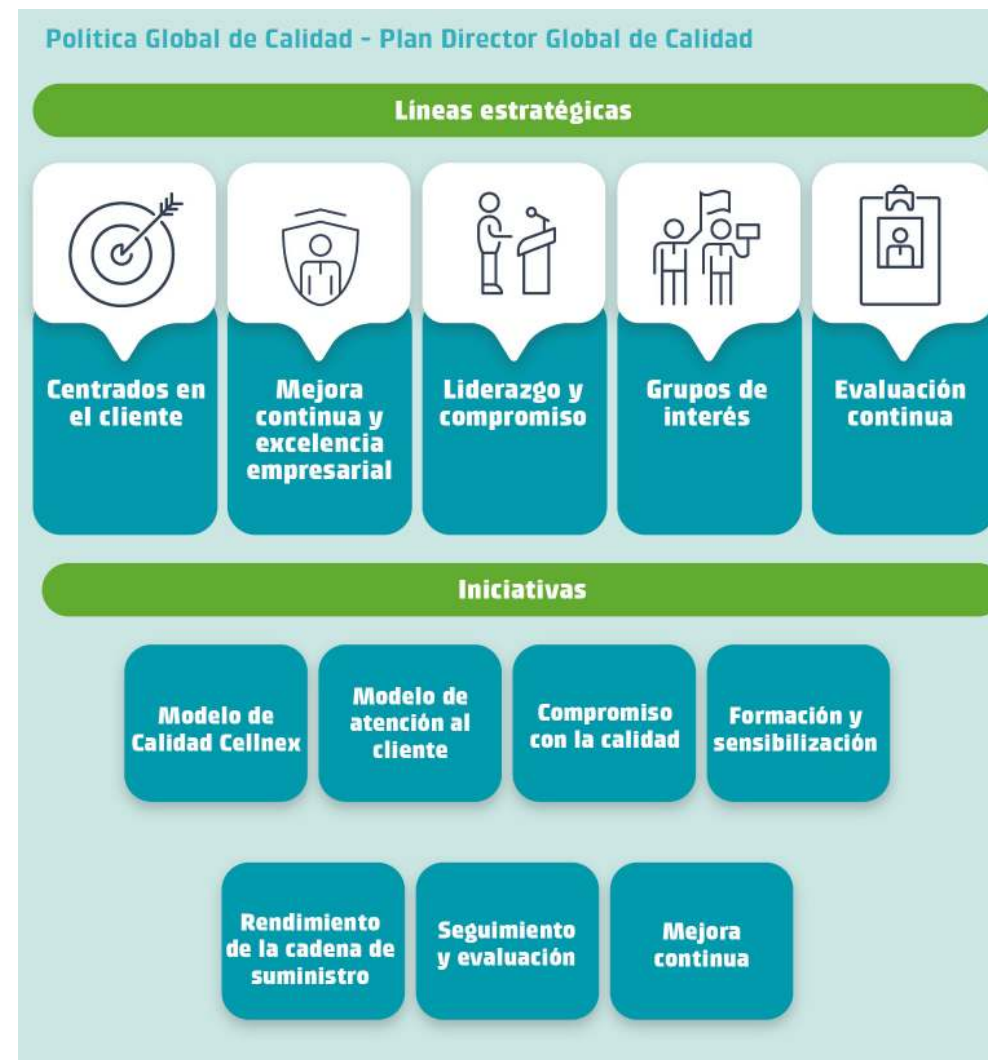 Política Global de Calidad - Plan Director Global de Calidad
Líneas estratégicas
Centrados en
el cliente
Mejora
continua y
excelencia
empresarial
Liderazgo y
compromiso
Grupos de
interés
Evaluación
continua
Iniciativas
Modelo de
Calidad Cellnex
Modelo de
atención al
cliente
Compromiso
con la calidad
Formación y
sensibilización
Rendimiento
de la cadena de
suministro
Seguimiento
y evaluación
Mejora
continua